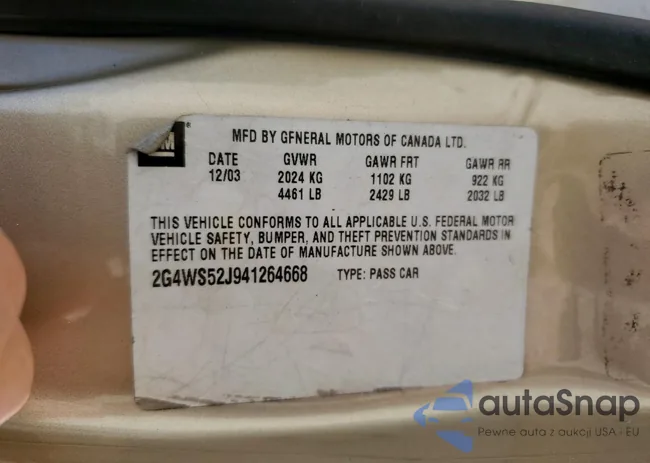 GM®
MFD BY GENERAL MOTORS OF CANADA LTD.
DATE GVWR GAWR FRT GAWR RR
12/03 2024 KG 1102 KG 922 KG
4461 LB 2429 LB 2032 LB
THIS VEHICLE CONFORMS TO ALL APPLICABLE U.S. FEDERAL MOTOR
VEHICLE SAFETY, BUMPER, AND THEFT PREVENTION STANDARDS IN
EFFECT ON THE DATE OF MANUFACTURE SHOWN ABOVE.
2G4WS52J941264668 TYPE: PASS CAR
autaSnap
Pewne auta z aukcji USA - EU